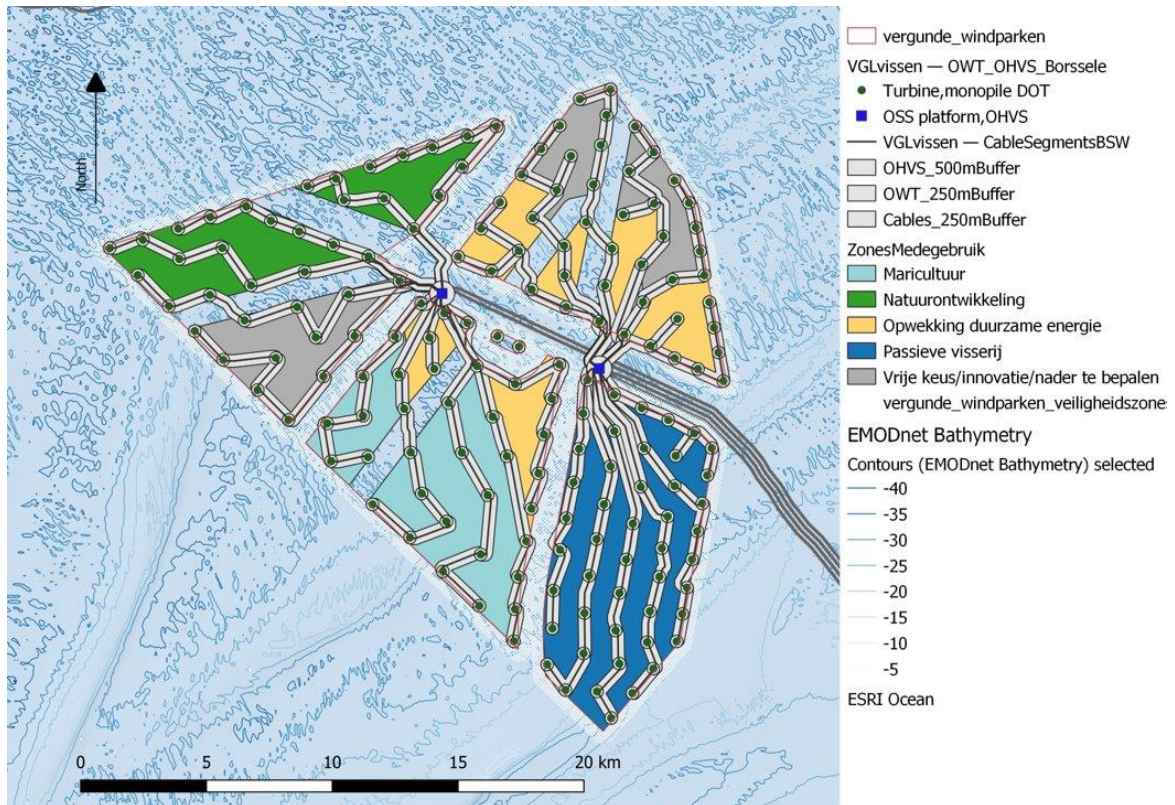 North
0 5 10 15 20 km
vergunde_windparken
VGLvissen — OWT_OHVS_Borssele
Turbine,monopile DOT
OSS platform,OHVS
VGLvissen — CableSegmentsBSW
OHVS_500mBuffer
OWT_250mBuffer
Cables_250mBuffer
ZonesMedegebruik
Maricultuur
Natuurontwikkeling
Opwekking duurzame energie
Passieve visserij
Vrije keus/innovatie/nader te bepalen
vergunde_windparken_veiligheidszone
EMODnet Bathymetry
Contours (EMODnet Bathymetry) selected
-40
-35
-30
-25
-20
-15
-10
-5
ESRI Ocean